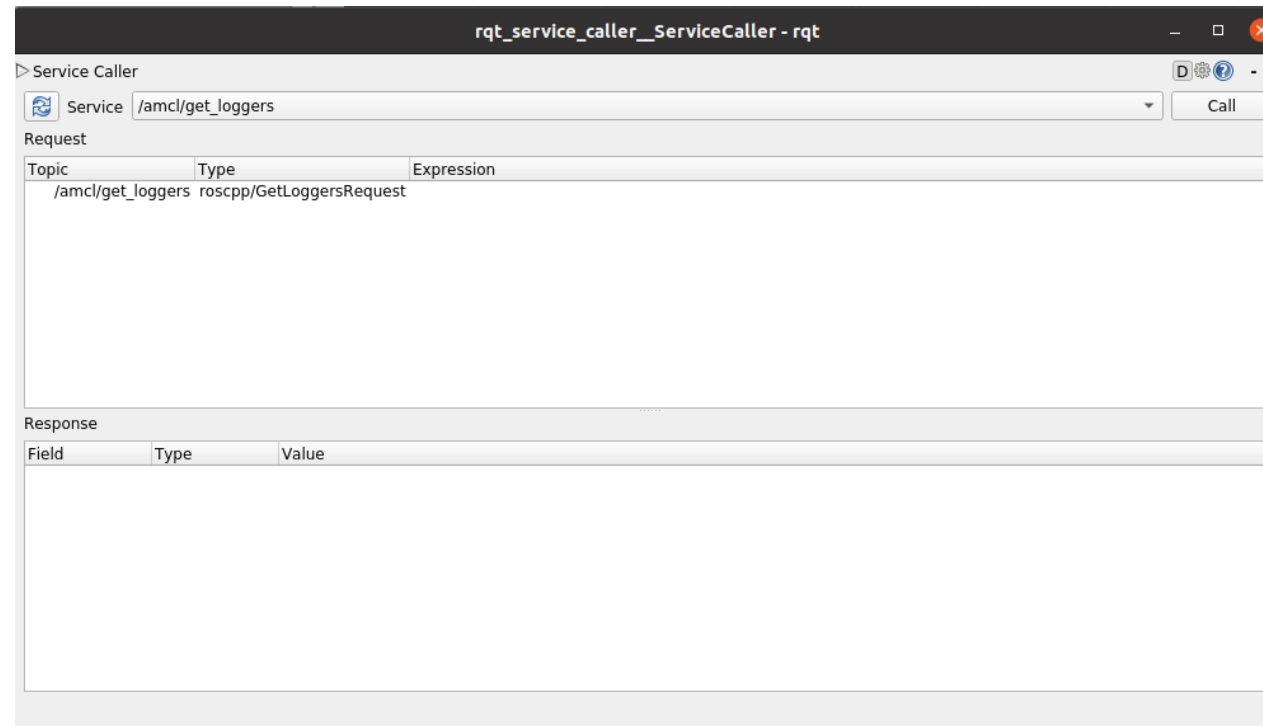 rqt_service_caller__ServiceCaller - rqt
Service Caller D
Service /amcl/get_loggers Call
Request
Topic Type Expression
/amcl/get_loggers roscpp/GetLoggersRequest
Response
Field Type Value